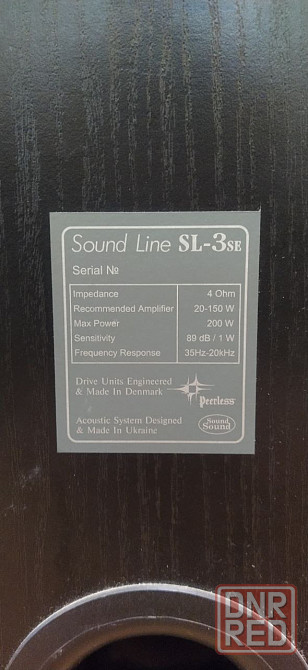 Sound Line SL-3SE
Serial №
Impedance 4 Ohm
Recommended Amplifier 20-150 W
Max Power 200 W
Sensitivity 89 dB / 1 W
Frequency Response 35Hz-20kHz
Drive Units Engineered
& Made In Denmark
Peerless
Acoustic System Designed
& Made In Ukraine
Sound
Sound
DNR
RED